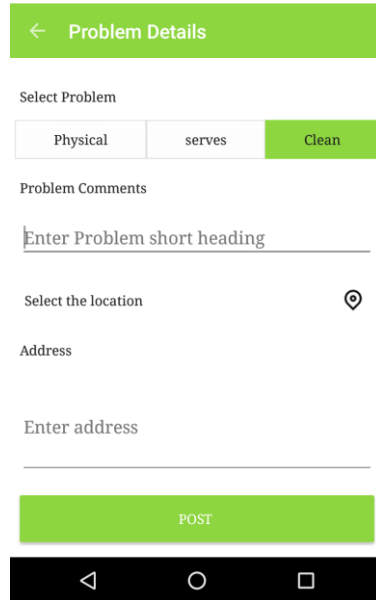 Problem Details
Select Problem
Physical serves Clean
Problem Comments
Enter Problem short heading
Select the location
Address
Enter address
POST